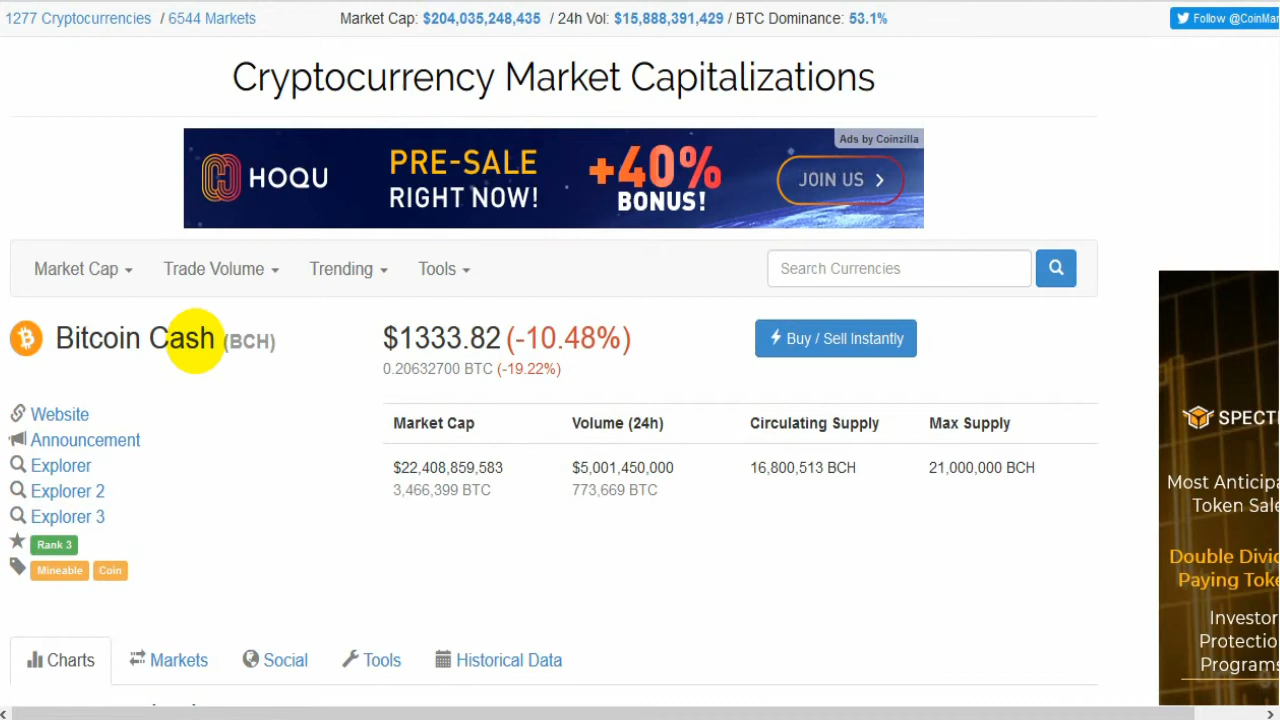 1277 Cryptocurrencies / 6544 Markets Market Cap: $204,035,248,435 / 24h Vol: $15,888,391,429 / BTC Dominance: 53.1% Follow @CoinMar
Cryptocurrency Market Capitalizations
Ads by Coinzilla
HOQU PRE-SALE RIGHT NOW! +40% BONUS! JOIN US
Market Cap Trade Volume Trending Tools Search Currencies
Bitcoin Cash (BCH) $1333.82 (-10.48%) Buy / Sell Instantly
0.20632700 BTC (-19.22%)
Website
Announcement
Explorer
Explorer 2
Explorer 3
Rank 3
Mineable Coin
Market Cap Volume (24h) Circulating Supply Max Supply
$22,408,859,583 $5,001,450,000 16,800,513 BCH 21,000,000 BCH
3,466,399 BTC 773,669 BTC
SPECT
Most Anticipa
Token Sale
Double Divid
Paying Toke
Investor
Protectio
Programs
Charts Markets Social Tools Historical Data